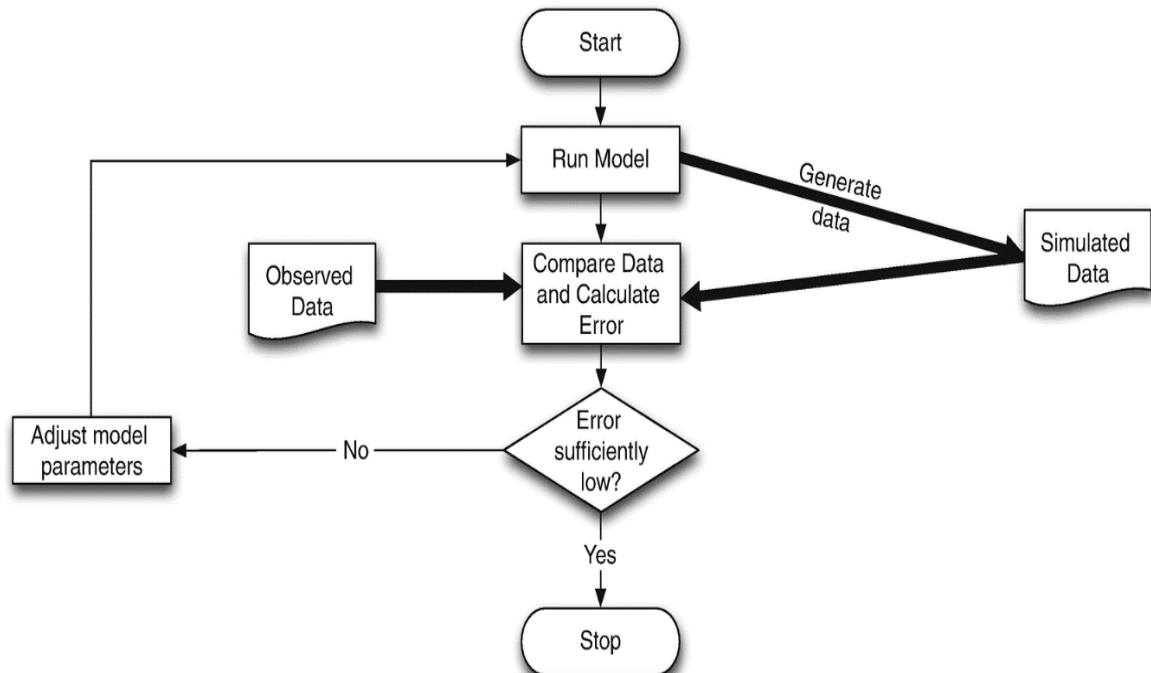 Start
Run Model
Generate
data
Simulated
Data
Observed
Data
Compare Data
and Calculate
Error
Error
sufficiently
low?
No
Adjust model
parameters
Yes
Stop